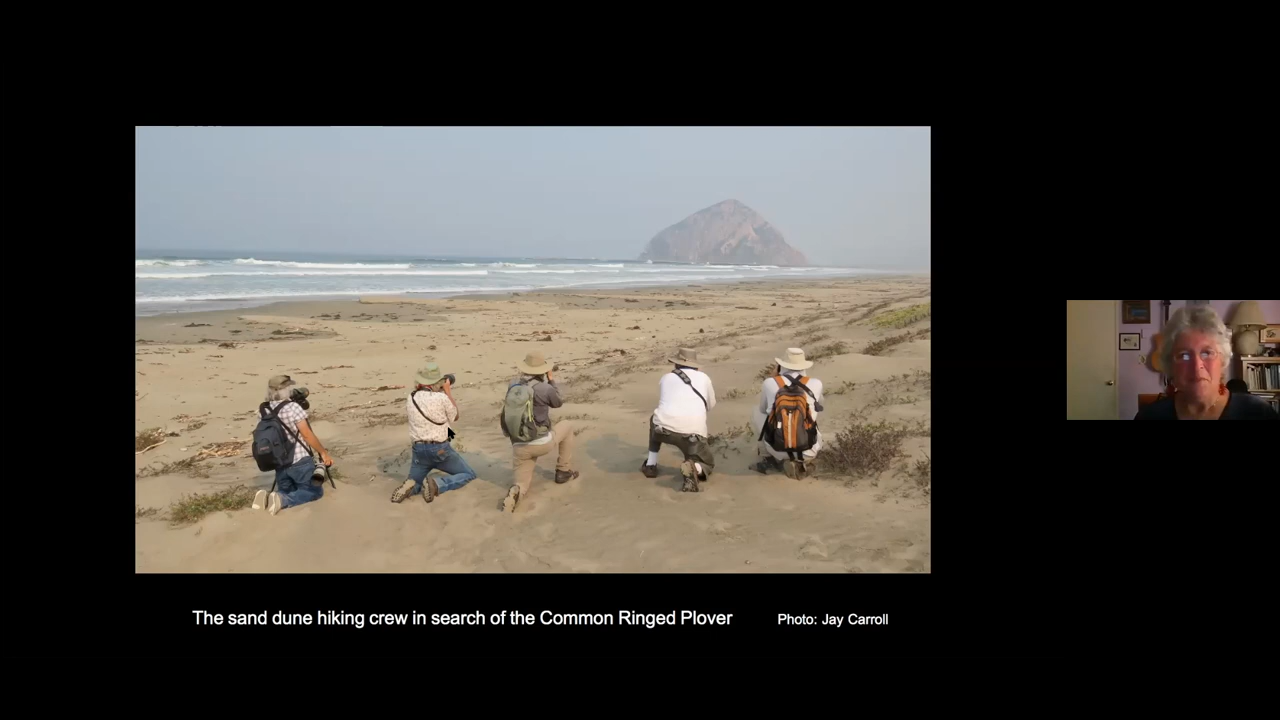 The sand dune hiking crew in search of the Common Ringed Plover
Photo: Jay Carroll